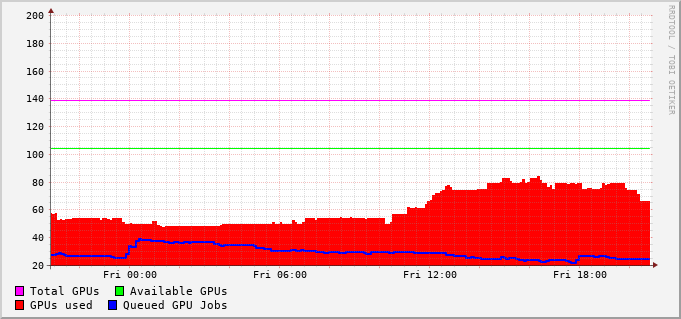 200
180
160
140
120
100
80
60
40
20
Fri 00:00 Fri 06:00 Fri 12:00 Fri 18:00
Total GPUs Available GPUs
GPUs used Queued GPU Jobs
RRDTOOL / TOBI OETIKER